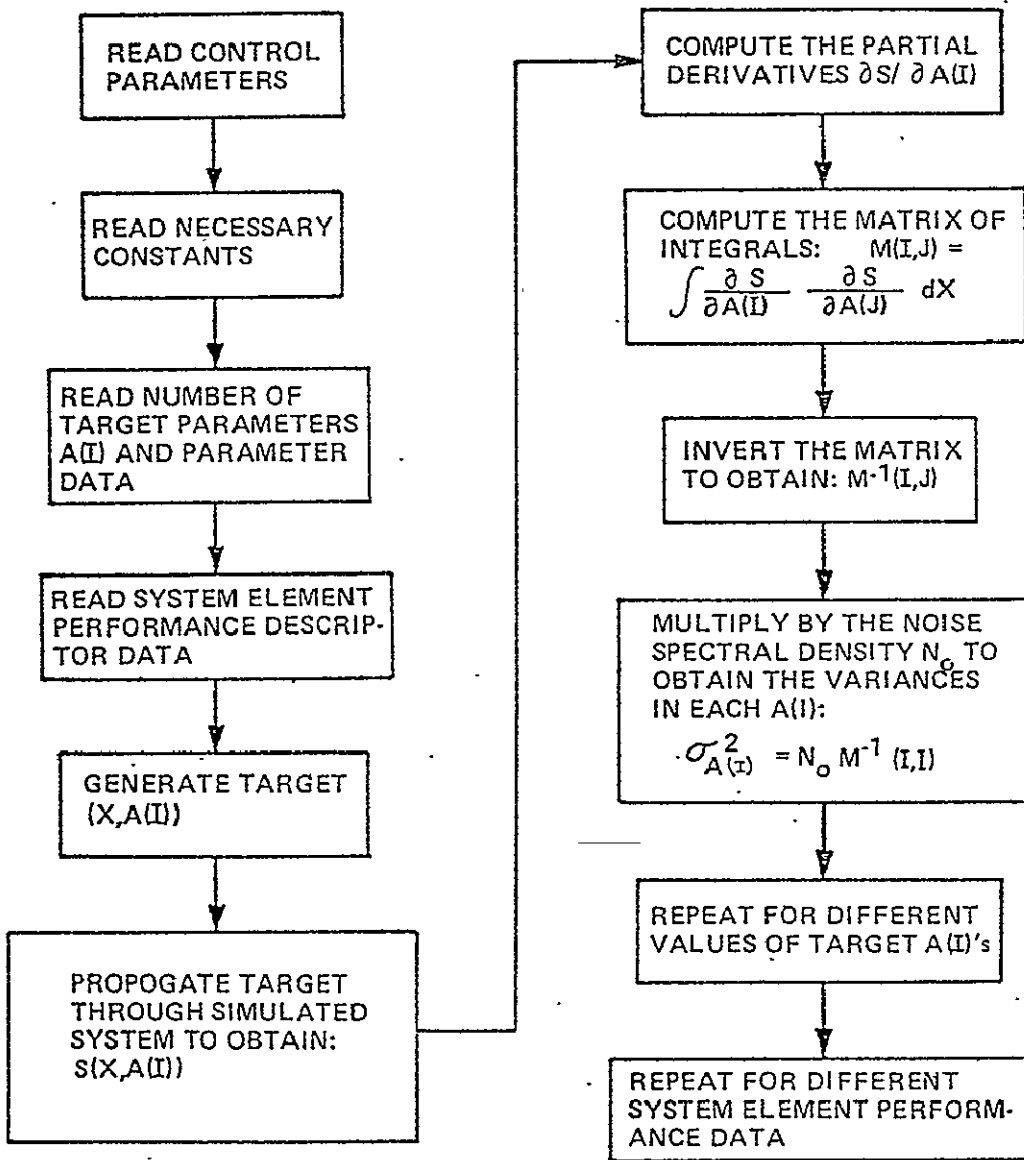 READ CONTROL
PARAMETERS
READ NECESSARY
CONSTANTS
READ NUMBER OF
TARGET PARAMETERS
A(I) AND PARAMETER
DATA
READ SYSTEM ELEMENT
PERFORMANCE DESCRIP-
TOR DATA
GENERATE TARGET
(X,A(I))
PROPOGATE TARGET
THROUGH SIMULATED
SYSTEM TO OBTAIN:
S(X,A(I))
COMPUTE THE PARTIAL
DERIVATIVES ∂S/ ∂A(I)
COMPUTE THE MATRIX OF
INTEGRALS: M(I,J) =
∫ ∂S/∂A(I) ∂S/∂A(J) dX
INVERT THE MATRIX
TO OBTAIN: M⁻¹(I,J)
MULTIPLY BY THE NOISE
SPECTRAL DENSITY N₀ TO
OBTAIN THE VARIANCES
IN EACH A(I):
σ²A(I) = N₀ M⁻¹ (I,I)
REPEAT FOR DIFFERENT
VALUES OF TARGET A(I)'s
REPEAT FOR DIFFERENT
SYSTEM ELEMENT PERFORM-
ANCE DATA